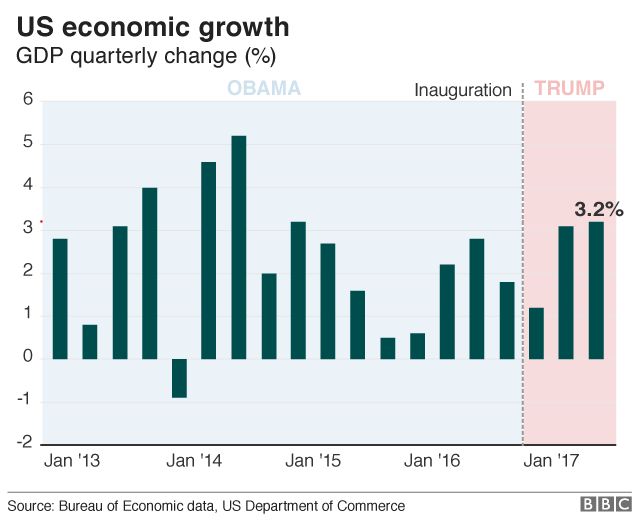 US economic growth
GDP quarterly change (%)
OBAMA
Inauguration
TRUMP
6
5
4
3
2
1
0
-1
-2
3.2%
Jan '13
Jan '14
Jan '15
Jan '16
Jan '17
Source: Bureau of Economic data, US Department of Commerce
BBC